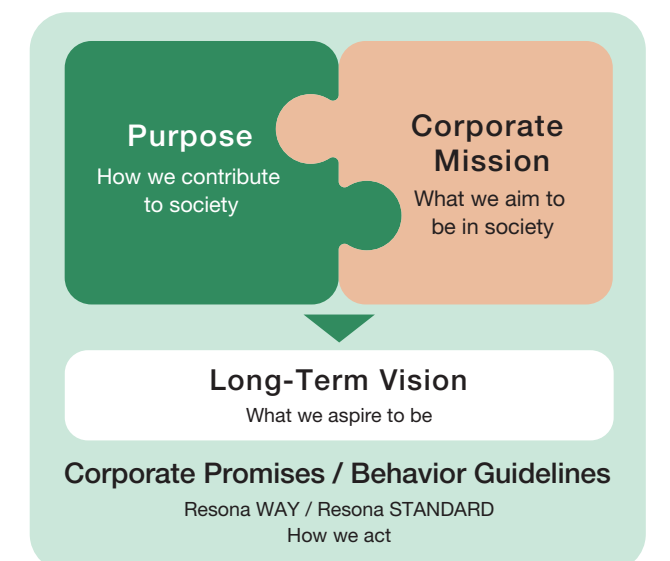 Purpose
How we contribute
to society
Corporate
Mission
What we aim to
be in society
Long-Term Vision
What we aspire to be
Corporate Promises / Behavior Guidelines
Resona WAY / Resona STANDARD
How we act